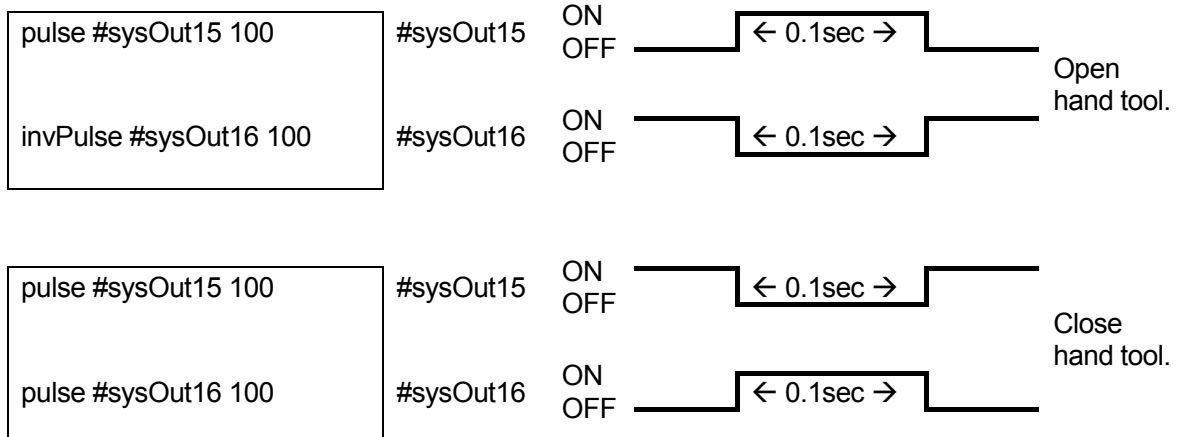 pulse #sysOut15 100 #sysOut15 ON
OFF ← 0.1sec →
Open
hand tool.
invPulse #sysOut16 100 #sysOut16 ON
OFF ← 0.1sec →
pulse #sysOut15 100 #sysOut15 ON
OFF ← 0.1sec →
Close
hand tool.
pulse #sysOut16 100 #sysOut16 ON
OFF ← 0.1sec →